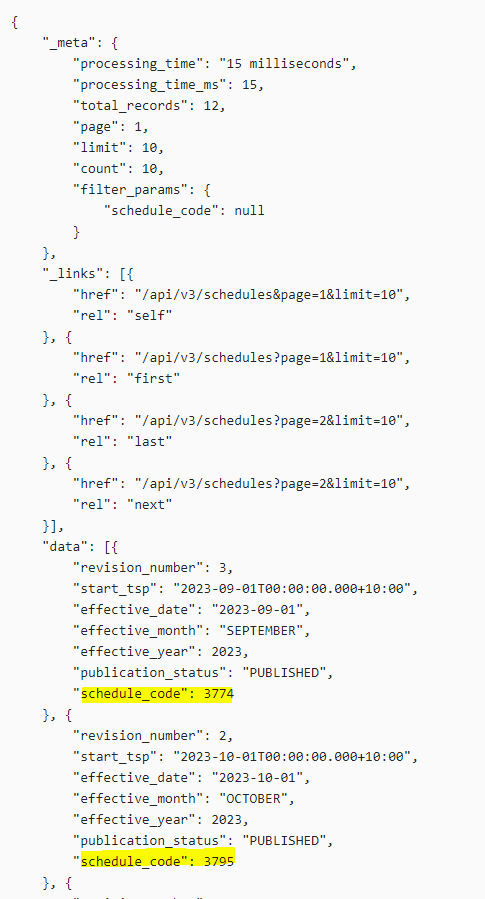 {
"_meta": {
"processing_time": "15 milliseconds",
"processing_time_ms": 15,
"total_records": 12,
"page": 1,
"limit": 10,
"count": 10,
"filter_params": {
"schedule_code": null
}
},
"_links": [{
"href": "/api/v3/schedules&page=1&limit=10",
"rel": "self"
}, {
"href": "/api/v3/schedules?page=1&limit=10",
"rel": "first"
}, {
"href": "/api/v3/schedules?page=2&limit=10",
"rel": "last"
}, {
"href": "/api/v3/schedules?page=2&limit=10",
"rel": "next"
}],
"data": [{
"revision_number": 3,
"start_tsp": "2023-09-01T00:00:00.000+10:00",
"effective_date": "2023-09-01",
"effective_month": "SEPTEMBER",
"effective_year": 2023,
"publication_status": "PUBLISHED",
"schedule_code": 3774
}, {
"revision_number": 2,
"start_tsp": "2023-10-01T00:00:00.000+10:00",
"effective_date": "2023-10-01",
"effective_month": "OCTOBER",
"effective_year": 2023,
"publication_status": "PUBLISHED",
"schedule_code": 3795
}, {